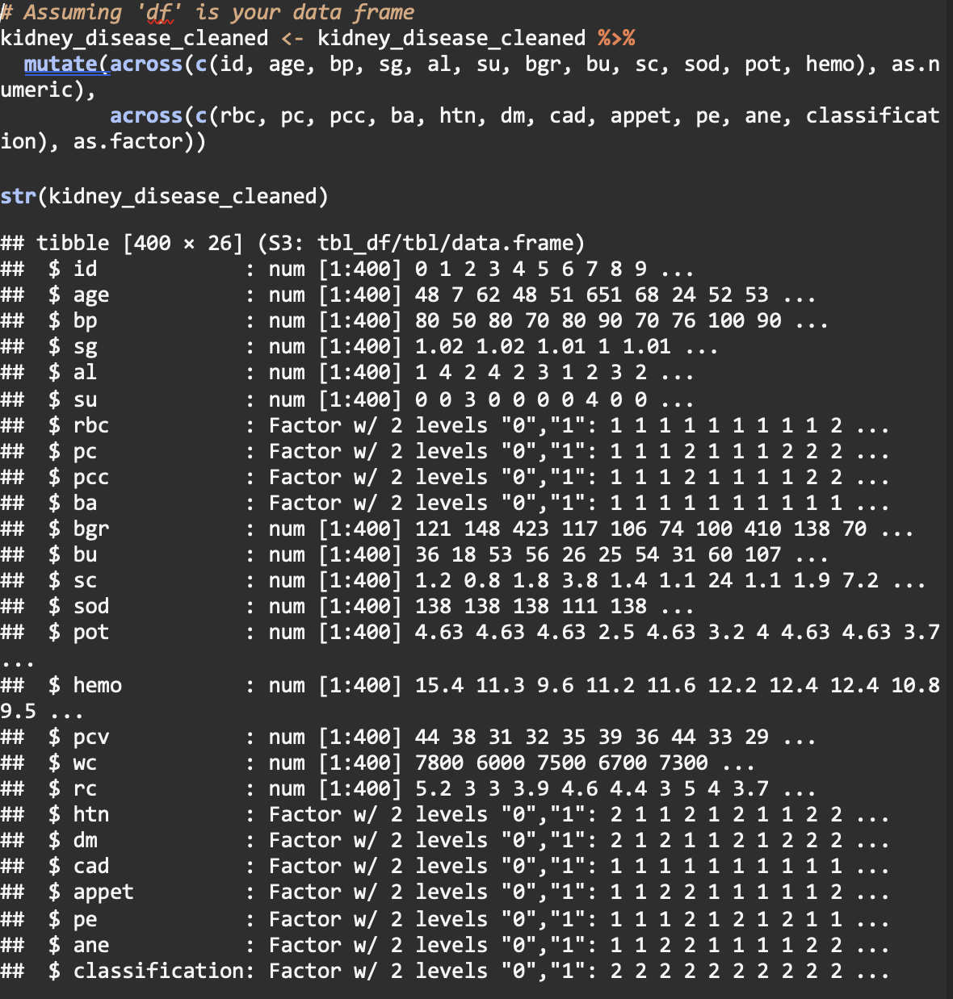 # Assuming 'df' is your data frame
kidney_disease_cleaned <- kidney_disease_cleaned %>%
  mutate(across(c(id, age, bp, sg, al, su, bgr, bu, sc, sod, pot, hemo), as.n
umeric),
         across(c(rbc, pc, pcc, ba, htn, dm, cad, appet, pe, ane, classificat
ion), as.factor))

str(kidney_disease_cleaned)

## tibble [400 × 26] (S3: tbl_df/tbl/data.frame)
##  $ id            : num [1:400] 0 1 2 3 4 5 6 7 8 9 ...
##  $ age           : num [1:400] 48 7 62 48 51 651 68 24 52 53 ...
##  $ bp            : num [1:400] 80 50 80 70 80 90 70 76 100 90 ...
##  $ sg            : num [1:400] 1.02 1.02 1.01 1 1.01 ...
##  $ al            : num [1:400] 1 4 2 4 2 3 1 2 3 2 ...
##  $ su            : num [1:400] 0 0 3 0 0 0 0 4 0 0 ...
##  $ rbc           : Factor w/ 2 levels "0","1": 1 1 1 1 1 1 1 1 1 2 ...
##  $ pc            : Factor w/ 2 levels "0","1": 1 1 1 2 1 1 1 2 2 2 ...
##  $ pcc           : Factor w/ 2 levels "0","1": 1 1 1 2 1 1 1 1 2 2 ...
##  $ ba            : Factor w/ 2 levels "0","1": 1 1 1 1 1 1 1 1 1 1 ...
##  $ bgr           : num [1:400] 121 148 423 117 106 74 100 410 138 70 ...
##  $ bu            : num [1:400] 36 18 53 56 26 25 54 31 60 107 ...
##  $ sc            : num [1:400] 1.2 0.8 1.8 3.8 1.4 1.1 24 1.1 1.9 7.2 ...
##  $ sod           : num [1:400] 138 138 138 111 138 ...
##  $ pot           : num [1:400] 4.63 4.63 4.63 2.5 4.63 3.2 4 4.63 4.63 3.7
...
##  $ hemo          : num [1:400] 15.4 11.3 9.6 11.2 11.6 12.2 12.4 12.4 10.8
9.5 ...
##  $ pcv           : num [1:400] 44 38 31 32 35 39 36 44 33 29 ...
##  $ wc            : num [1:400] 7800 6000 7500 6700 7300 ...
##  $ rc            : num [1:400] 5.2 3 3 3.9 4.6 4.4 3 5 4 3.7 ...
##  $ htn           : Factor w/ 2 levels "0","1": 2 1 1 2 1 2 1 1 2 2 ...
##  $ dm            : Factor w/ 2 levels "0","1": 2 1 2 1 1 2 1 2 2 2 ...
##  $ cad           : Factor w/ 2 levels "0","1": 1 1 1 1 1 1 1 1 1 1 ...
##  $ appet         : Factor w/ 2 levels "0","1": 1 1 2 2 1 1 1 1 1 2 ...
##  $ pe            : Factor w/ 2 levels "0","1": 1 1 1 2 1 2 1 2 1 1 ...
##  $ ane           : Factor w/ 2 levels "0","1": 1 1 2 2 1 1 1 1 2 2 ...
##  $ classification: Factor w/ 2 levels "0","1": 2 2 2 2 2 2 2 2 2 2 ...